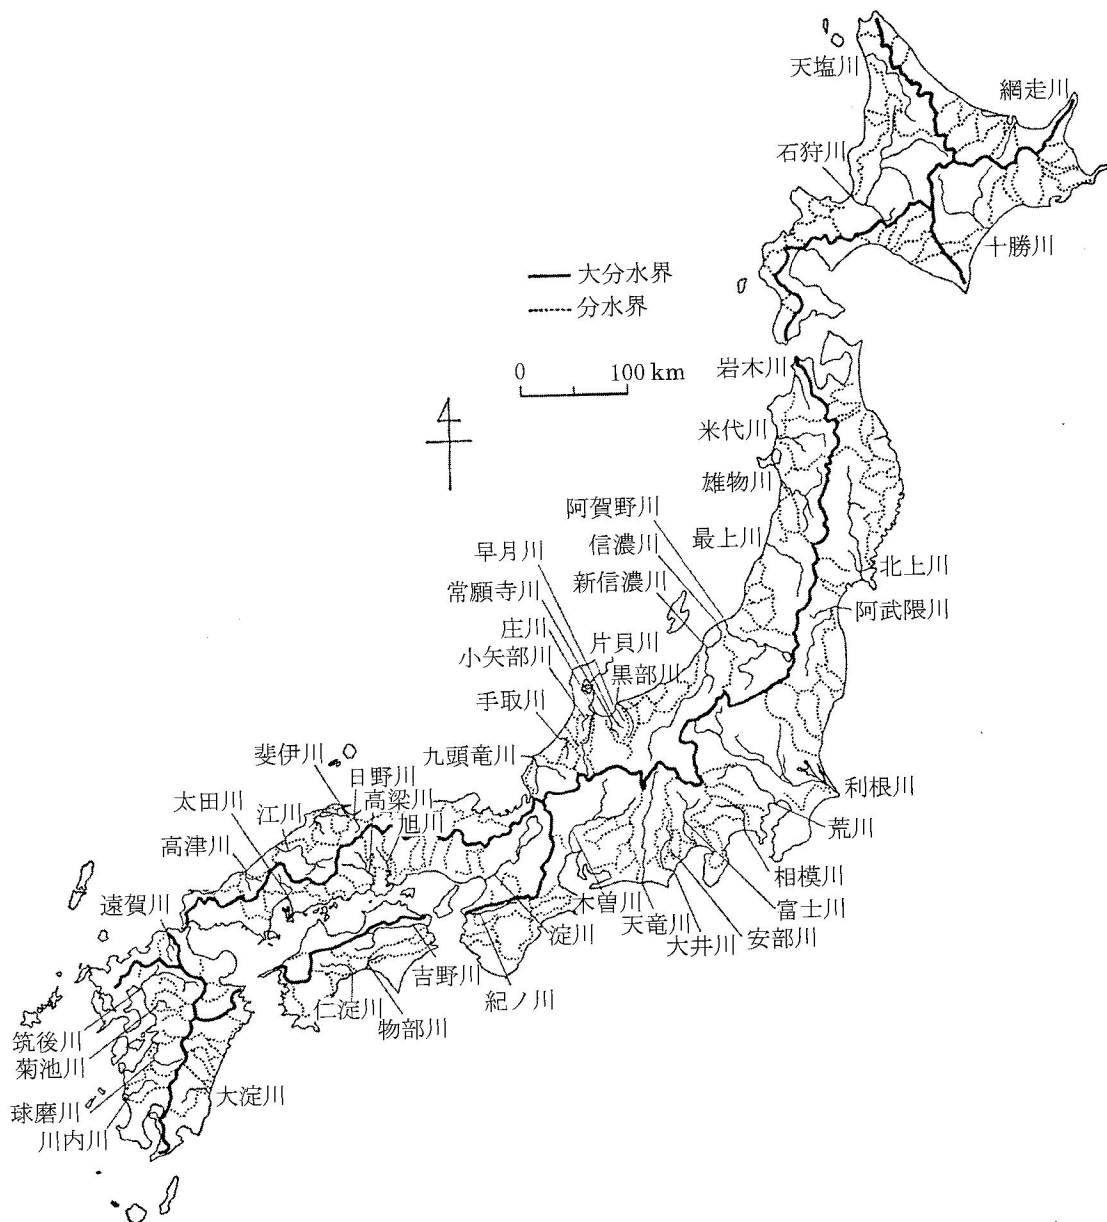 天塩川
網走川
石狩川
十勝川
大分水界
分水界
0 100 km
岩木川
米代川
雄物川
阿賀野川
信濃川
最上川
早月川
新信濃川
常願寺川
北上川
阿武隈川
庄川
片貝川
小矢部川
黒部川
手取川
九頭竜川
斐伊川
日野川
太田川
高梁川
江川
旭川
利根川
荒川
高津川
相模川
遠賀川
木曽川
富士川
天竜川
淀川
安部川
大井川
吉野川
紀ノ川
仁淀川
物部川
筑後川
菊池川
大淀川
球磨川
川内川